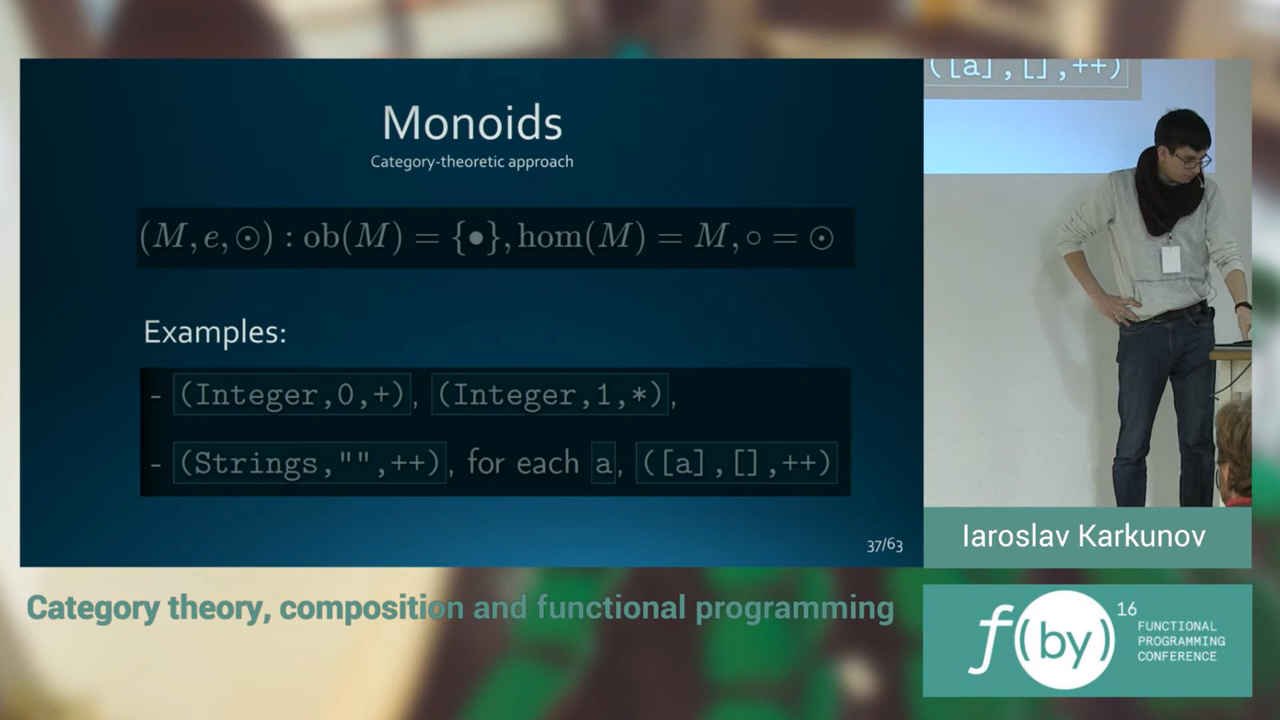 Monoids
Category-theoretic approach
(M, e, ⊙) : ob(M) = {•}, hom(M) = M, ∘ = ⊙
Examples:
- (Integer,0,+), (Integer,1,*),
- (Strings,"",++), for each a, ([a],[],++)
37/63
([a],[],++)
Iaroslav Karkunov
Category theory, composition and functional programming
f(by) 16
FUNCTIONAL
PROGRAMMING
CONFERENCE